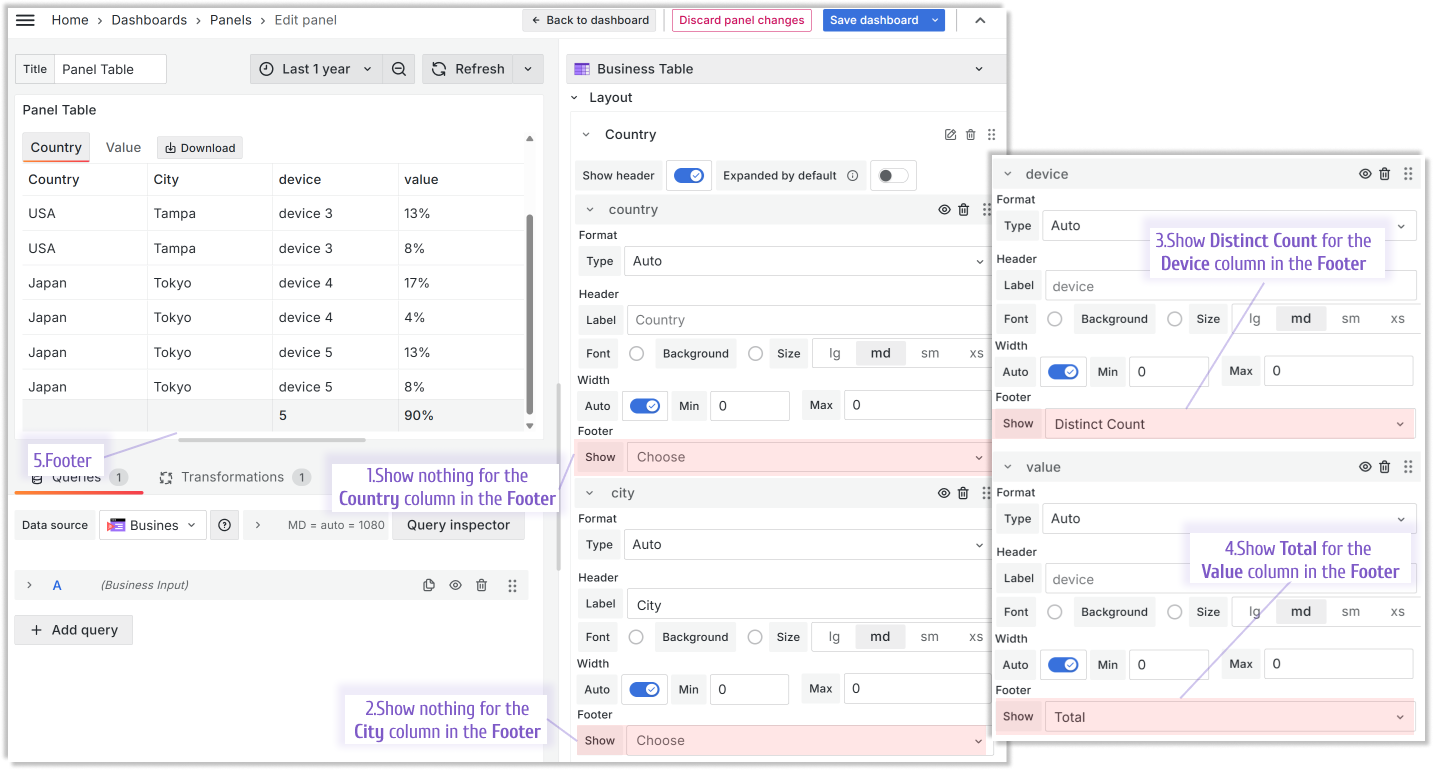 Home > Dashboards > Panels > Edit panel
← Back to dashboard
Discard panel changes
Save dashboard
Title Panel Table
Last 1 year
Refresh
Panel Table
Country Value Download
Country City device value
USA Tampa device 3 13%
USA Tampa device 3 8%
Japan Tokyo device 4 17%
Japan Tokyo device 4 4%
Japan Tokyo device 5 13%
Japan Tokyo device 5 8%
5 90%
5.Footer
Queries 1 Transformations 1
Data source Busines MD = auto = 1080 Query inspector
A (Business Input)
+ Add query
Business Table
Layout
Country
Show header Expanded by default
country
Format
Type Auto
Header
Label Country
Font Background Size lg md sm xs
Width
Auto Min 0 Max 0
Footer
Show Choose
1.Show nothing for the
Country column in the Footer
city
Format
Type Auto
Header
Label City
Font Background Size lg md sm xs
Width
Auto Min 0 Max 0
Footer
Show Choose
2.Show nothing for the
City column in the Footer
device
Format
Type Auto
3.Show Distinct Count for the
Device column in the Footer
Header
Label device
Font Background Size lg md sm xs
Width
Auto Min 0 Max 0
Footer
Show Distinct Count
value
Format
Type Auto
4.Show Total for the
Value column in the Footer
Header
Label device
Font Background Size lg md sm xs
Width
Auto Min 0 Max 0
Footer
Show Total